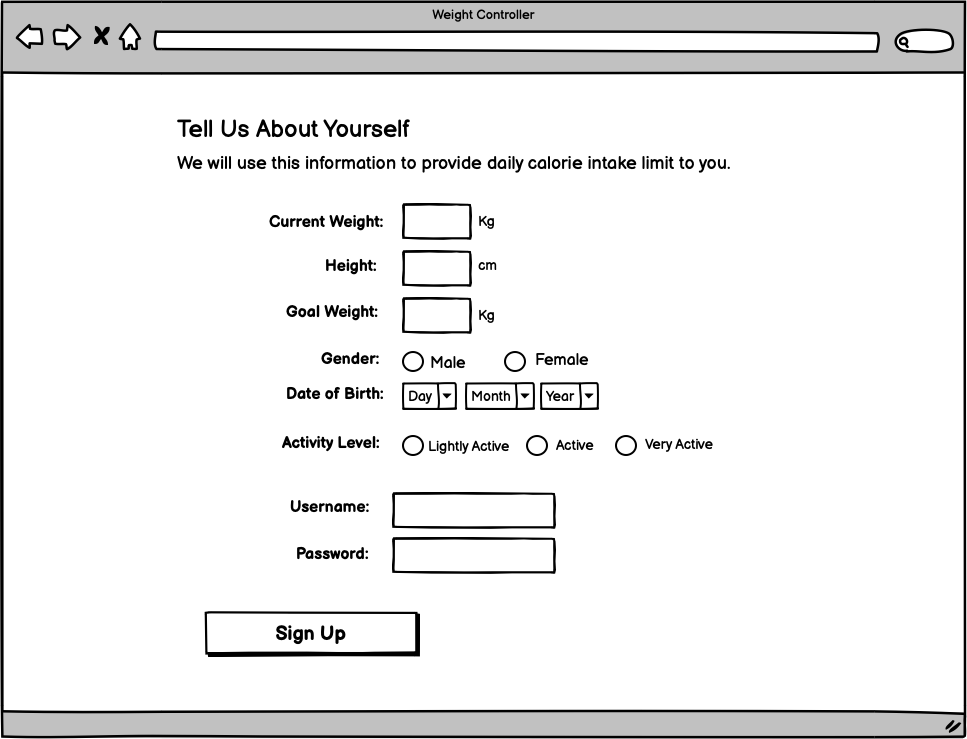 Weight Controller
Tell Us About Yourself
We will use this information to provide daily calorie intake limit to you.
Current Weight: Kg
Height: cm
Goal Weight: Kg
Gender: Male Female
Date of Birth: Day Month Year
Activity Level: Lightly Active Active Very Active
Username:
Password:
Sign Up